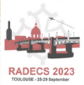 RADECS 2023
TOULOUSE - 25-29 September